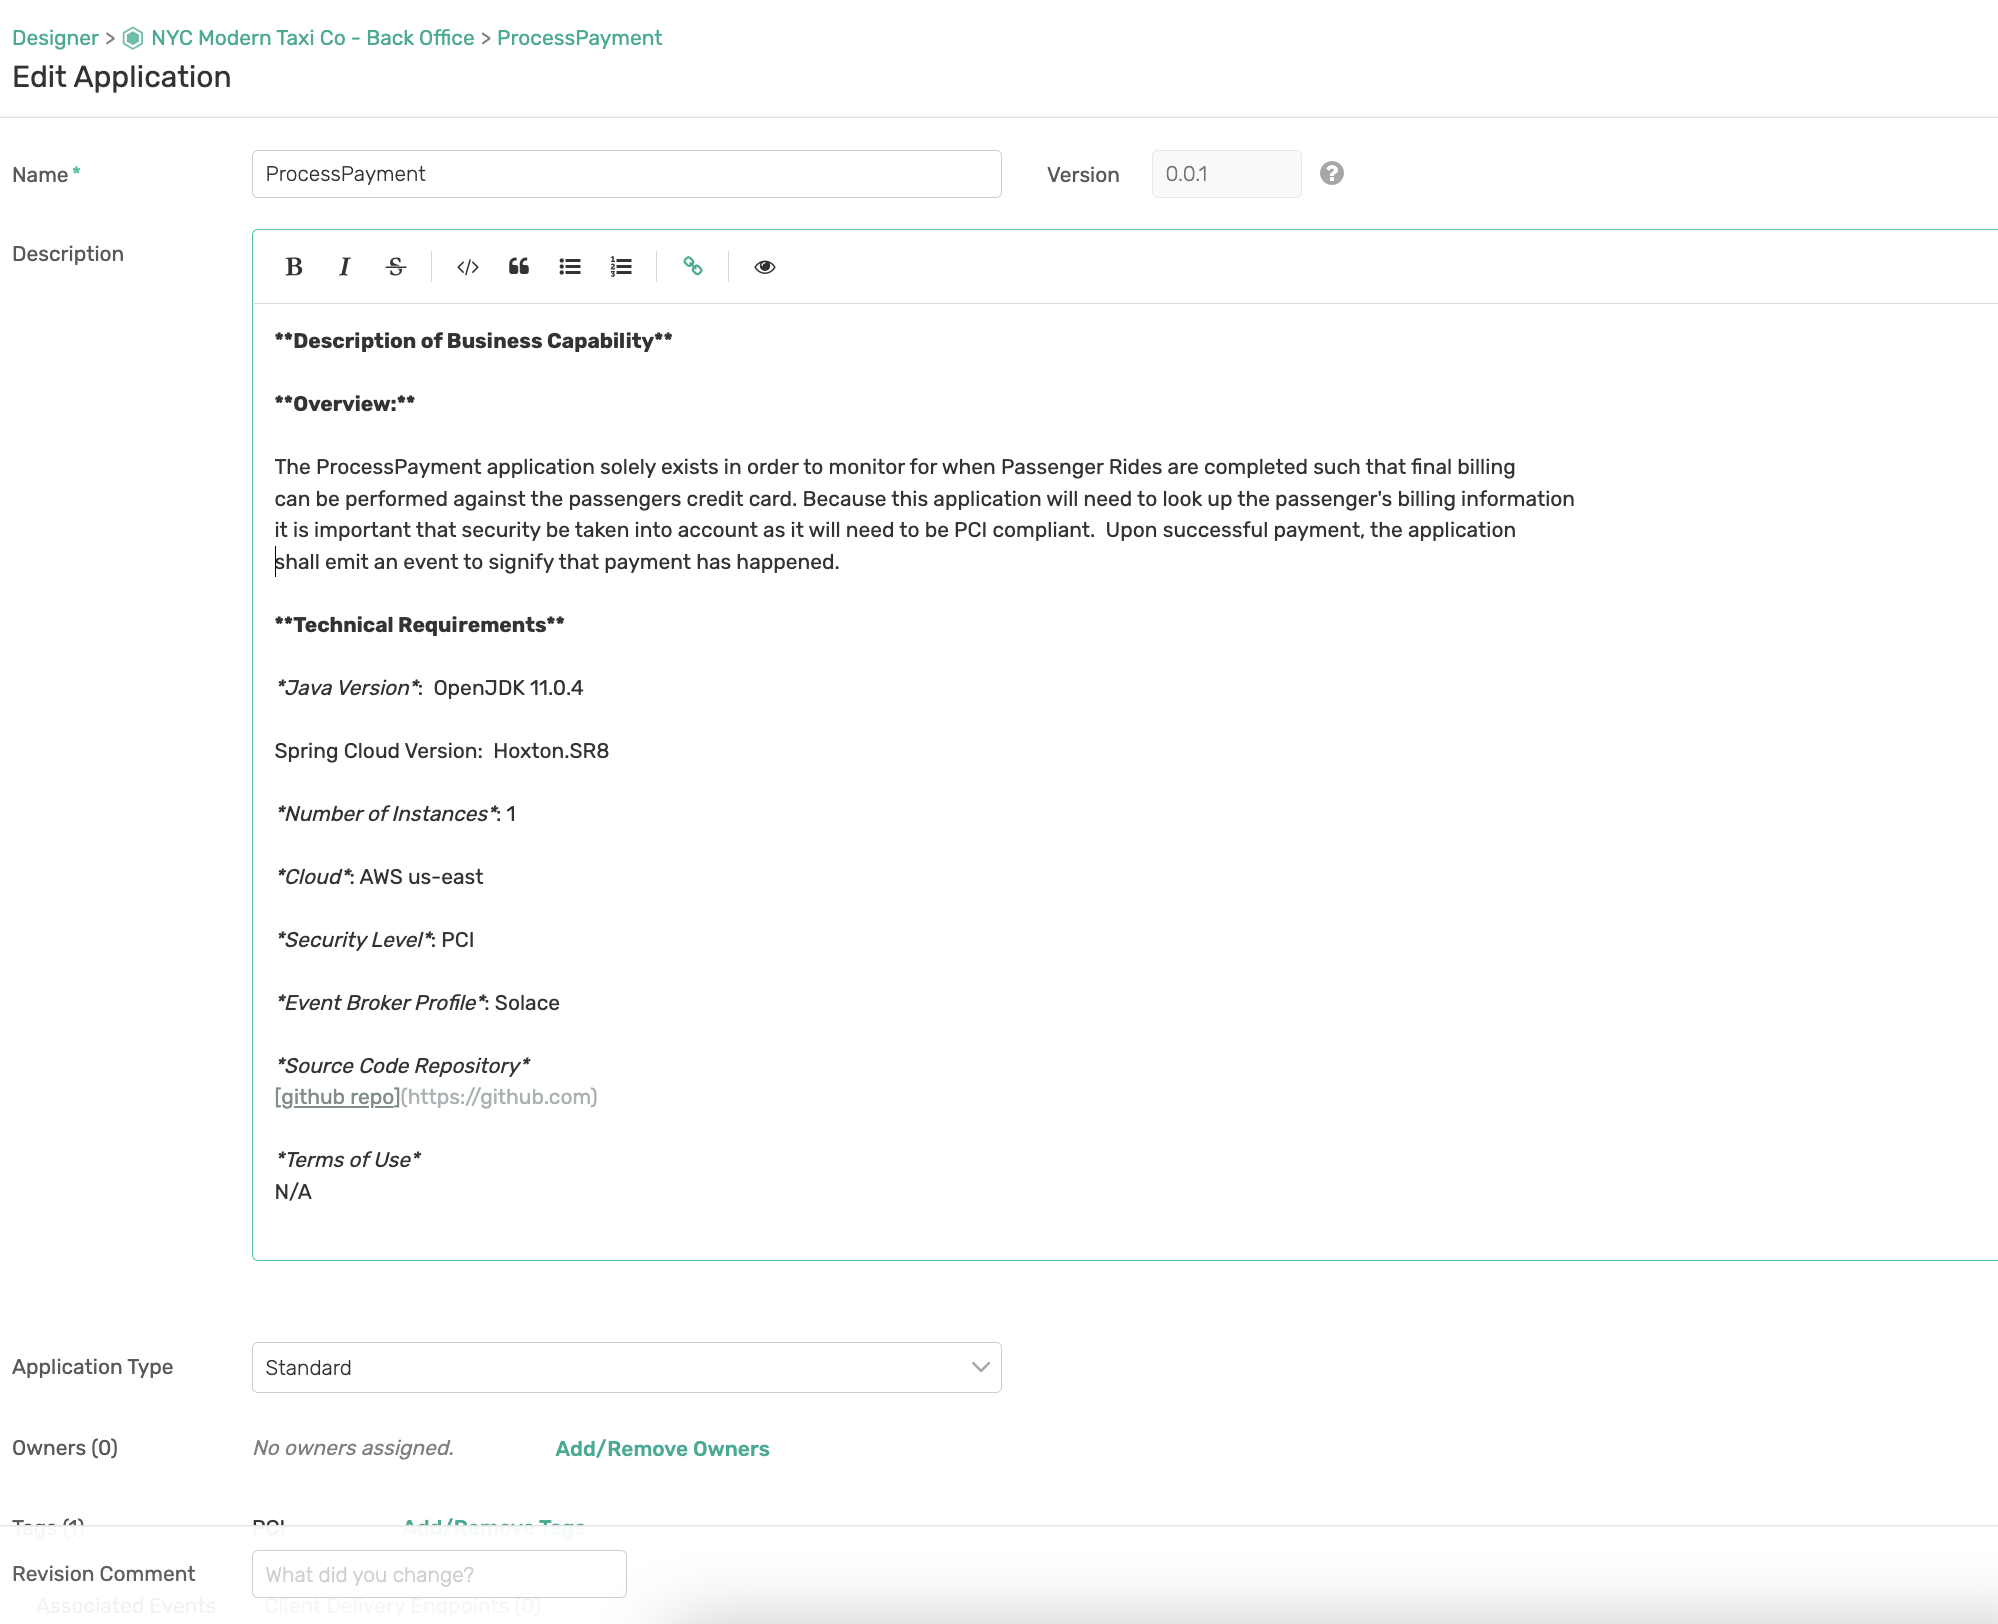 Designer > NYC Modern Taxi Co - Back Office > ProcessPayment
Edit Application
Name *
ProcessPayment
Version
0.0.1
?
Description
B I S </>
**Description of Business Capability**
**Overview:**
The ProcessPayment application solely exists in order to monitor for when Passenger Rides are completed such that final billing
can be performed against the passengers credit card. Because this application will need to look up the passenger's billing information
it is important that security be taken into account as it will need to be PCI compliant.  Upon successful payment, the application
shall emit an event to signify that payment has happened.
**Technical Requirements**
*Java Version*:  OpenJDK 11.0.4
Spring Cloud Version:  Hoxton.SR8
*Number of Instances*: 1
*Cloud*: AWS us-east
*Security Level*: PCI
*Event Broker Profile*: Solace
*Source Code Repository*
[github repo](https://github.com)
*Terms of Use*
N/A
Application Type
Standard
Owners (0)
No owners assigned.
Add/Remove Owners
Tags (1)
PCI
Add/Remove Tags
Revision Comment
What did you change?
Associated Events
Client Delivery Endpoints (0)